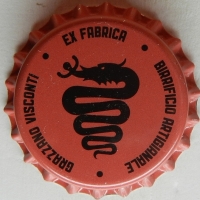 EX FABRICA
BIRRIFICIO ARTIGIANALE
GRAZZANO VISCONTI